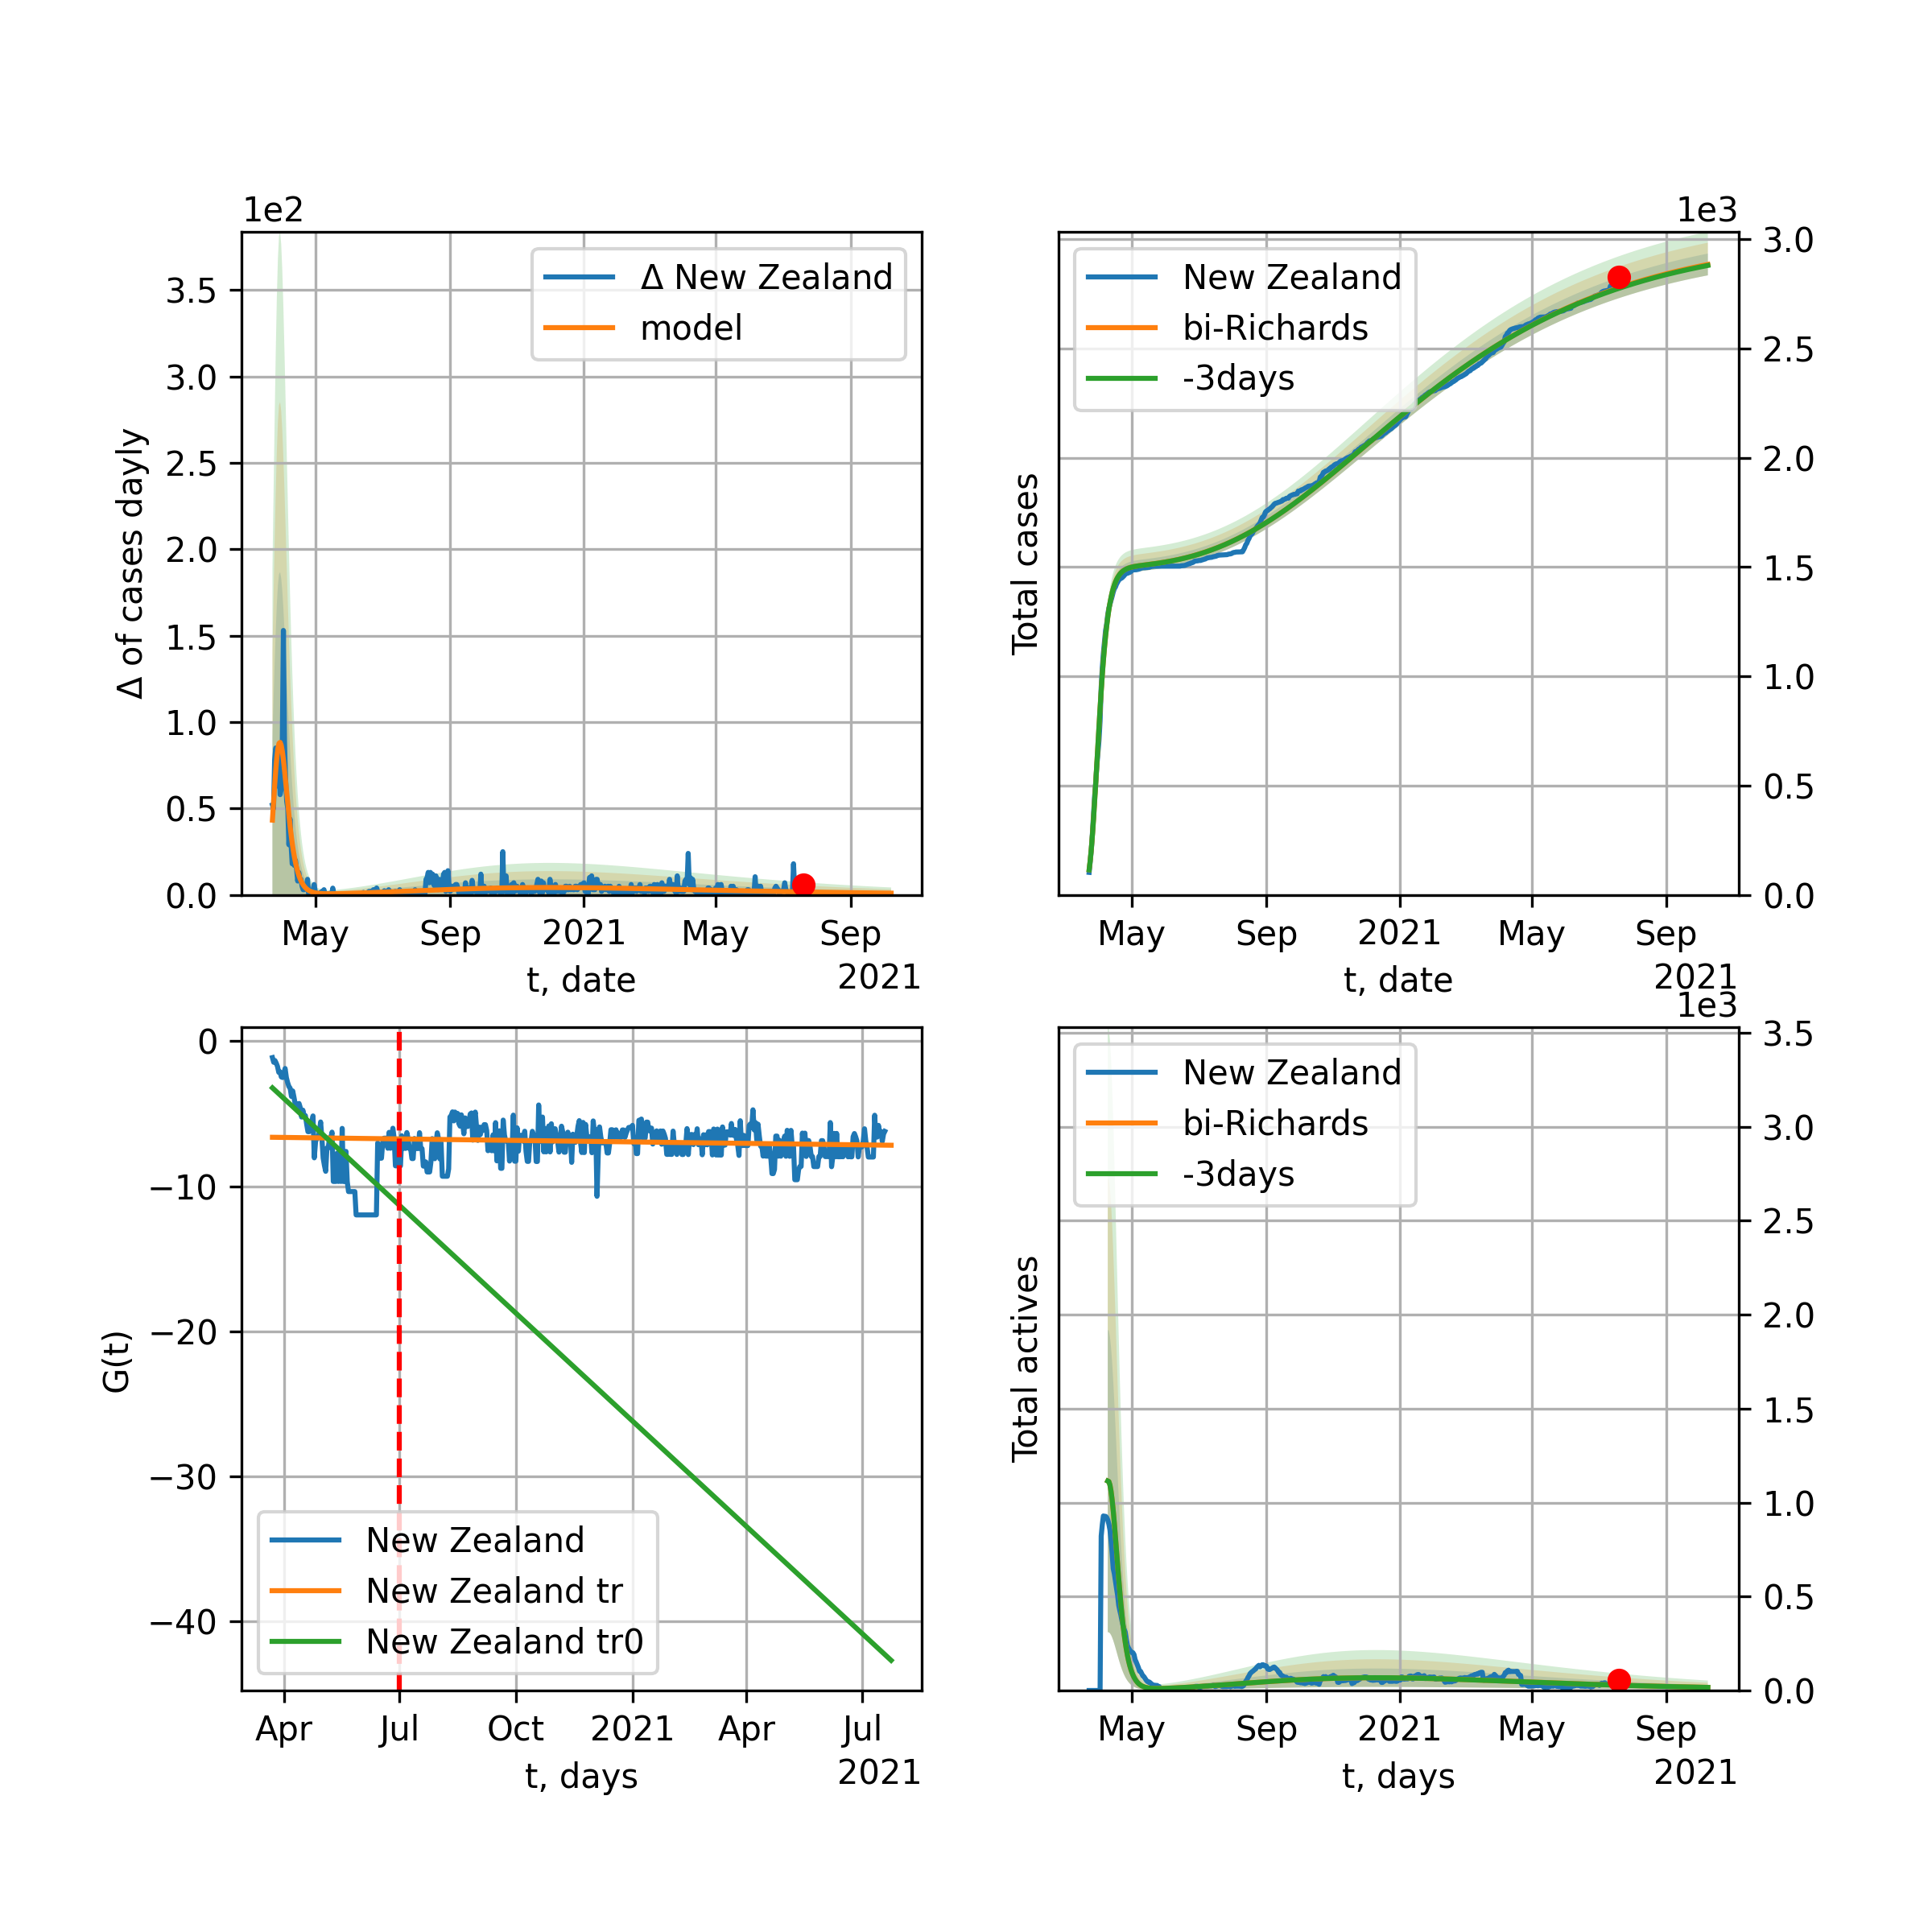 1e2
3.5
3.0
2.5
2.0
1.5
1.0
0.5
0.0
Δ of cases dayly
Δ New Zealand
model
May Sep 2021 May Sep
t, date
2021
1e3
3.0
2.5
2.0
1.5
1.0
0.5
0.0
Total cases
New Zealand
bi-Richards
-3days
May Sep 2021 May Sep
t, date
2021
0
−10
−20
−30
−40
G(t)
New Zealand
New Zealand tr
New Zealand tr0
Apr Jul Oct 2021 Apr Jul
t, days
2021
1e3
3.5
3.0
2.5
2.0
1.5
1.0
0.5
0.0
Total actives
New Zealand
bi-Richards
-3days
May Sep 2021 May Sep
t, days
2021